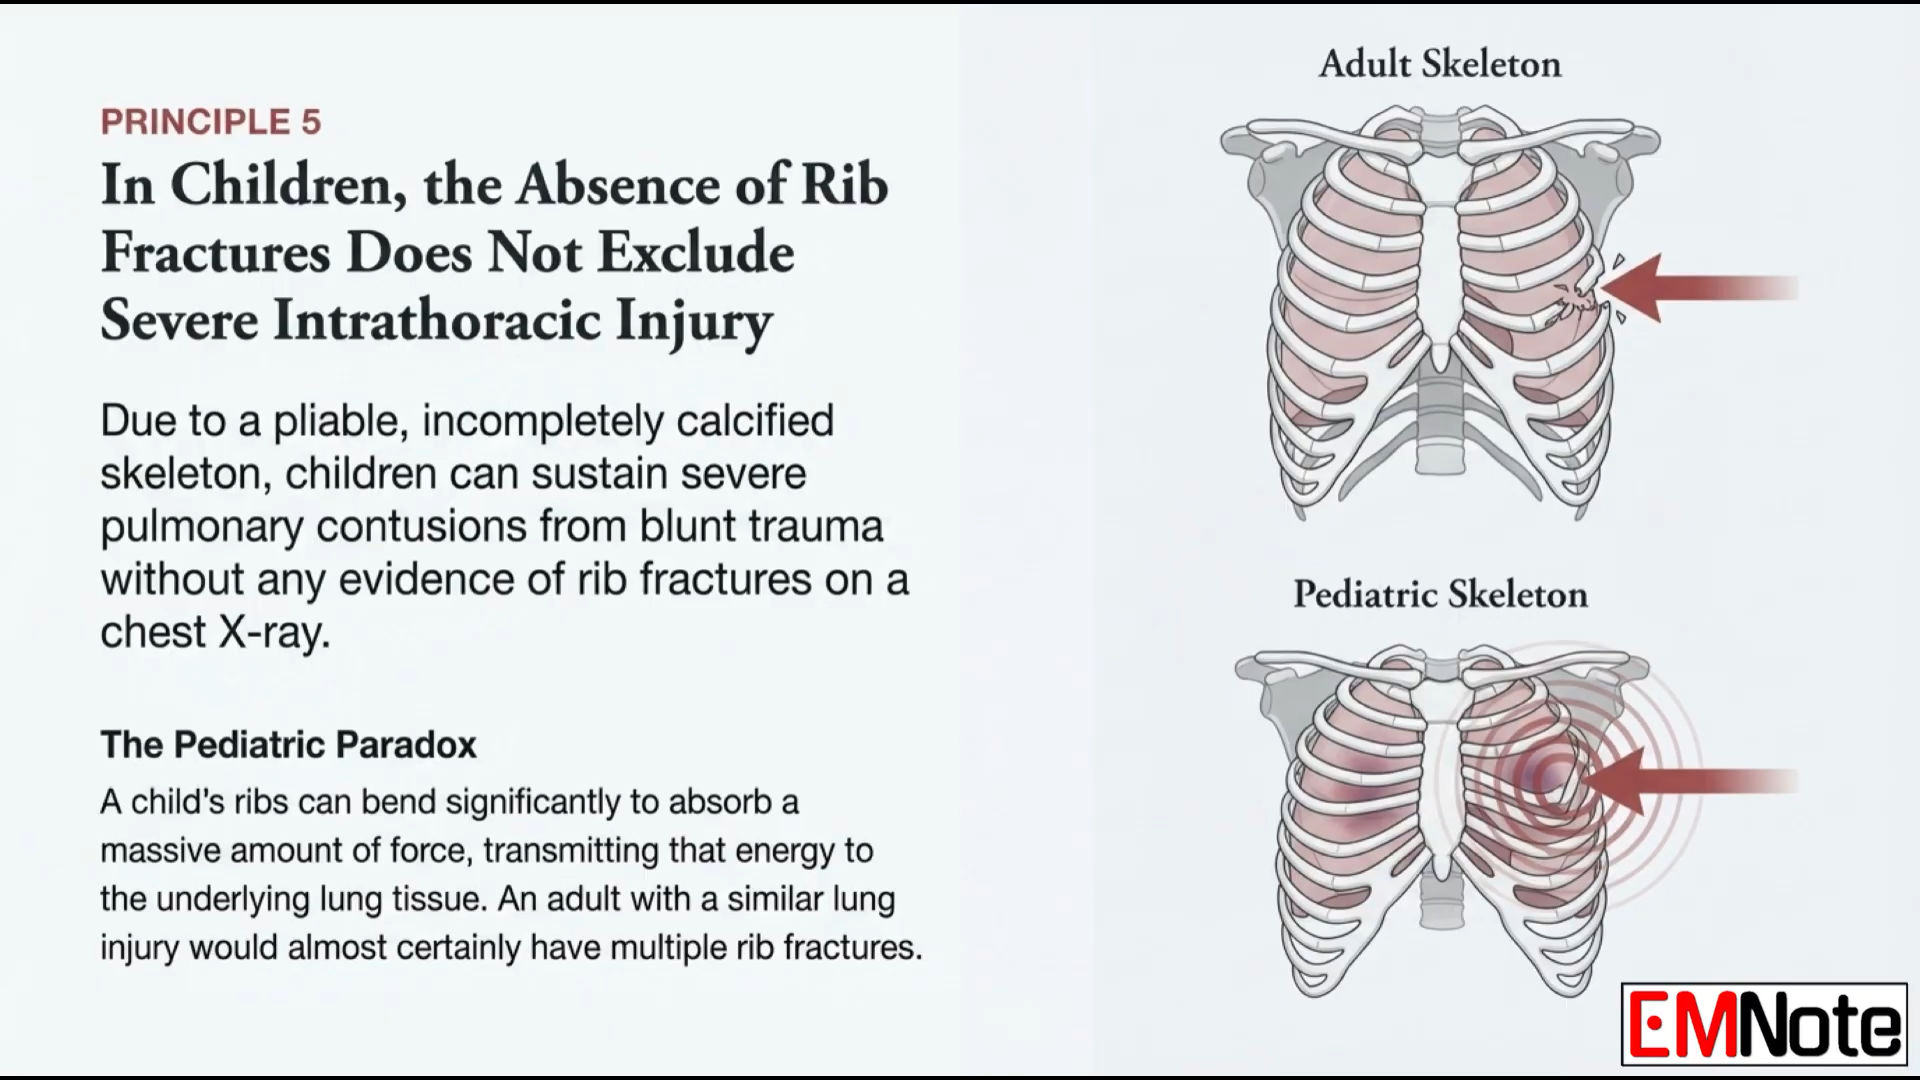 PRINCIPLE 5
In Children, the Absence of Rib
Fractures Does Not Exclude
Severe Intrathoracic Injury
Due to a pliable, incompletely calcified
skeleton, children can sustain severe
pulmonary contusions from blunt trauma
without any evidence of rib fractures on a
chest X-ray.
The Pediatric Paradox
A child's ribs can bend significantly to absorb a
massive amount of force, transmitting that energy to
the underlying lung tissue. An adult with a similar lung
injury would almost certainly have multiple rib fractures.
Adult Skeleton
Pediatric Skeleton
EMNote